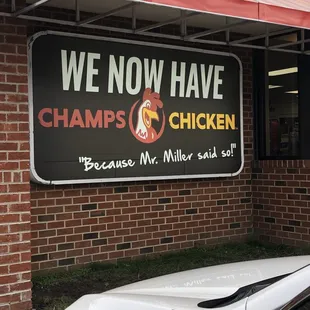 WE NOW HAVE
CHAMPS CHICKEN
"Because Mr. Miller said so!"